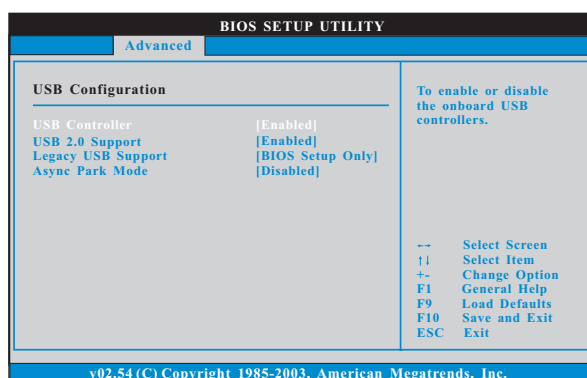 BIOS SETUP UTILITY
Advanced
USB Configuration
USB Controller [Enabled]
USB 2.0 Support [Enabled]
Legacy USB Support [BIOS Setup Only]
Async Park Mode [Disabled]
To enable or disable
the onboard USB
controllers.
←→ Select Screen
↑↓ Select Item
+- Change Option
F1 General Help
F9 Load Defaults
F10 Save and Exit
ESC Exit
v02.54 (C) Copyright 1985-2003, American Megatrends, Inc.